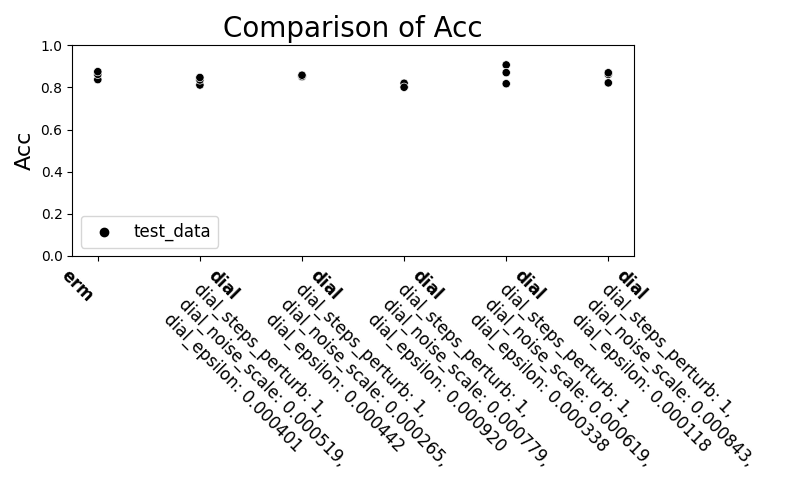 Comparison of Acc
Acc
1.0
0.8
0.6
0.4
0.2
0.0
test_data
erm
dial
dial_steps_perturb: 1,
dial_noise_scale: 0.000519,
dial_epsilon: 0.000401
dial
dial_steps_perturb: 1,
dial_noise_scale: 0.000265,
dial_epsilon: 0.000442
dial
dial_steps_perturb: 1,
dial_noise_scale: 0.000779,
dial_epsilon: 0.000920
dial
dial_steps_perturb: 1,
dial_noise_scale: 0.000619,
dial_epsilon: 0.000338
dial
dial_steps_perturb: 1,
dial_noise_scale: 0.000843,
dial_epsilon: 0.000118